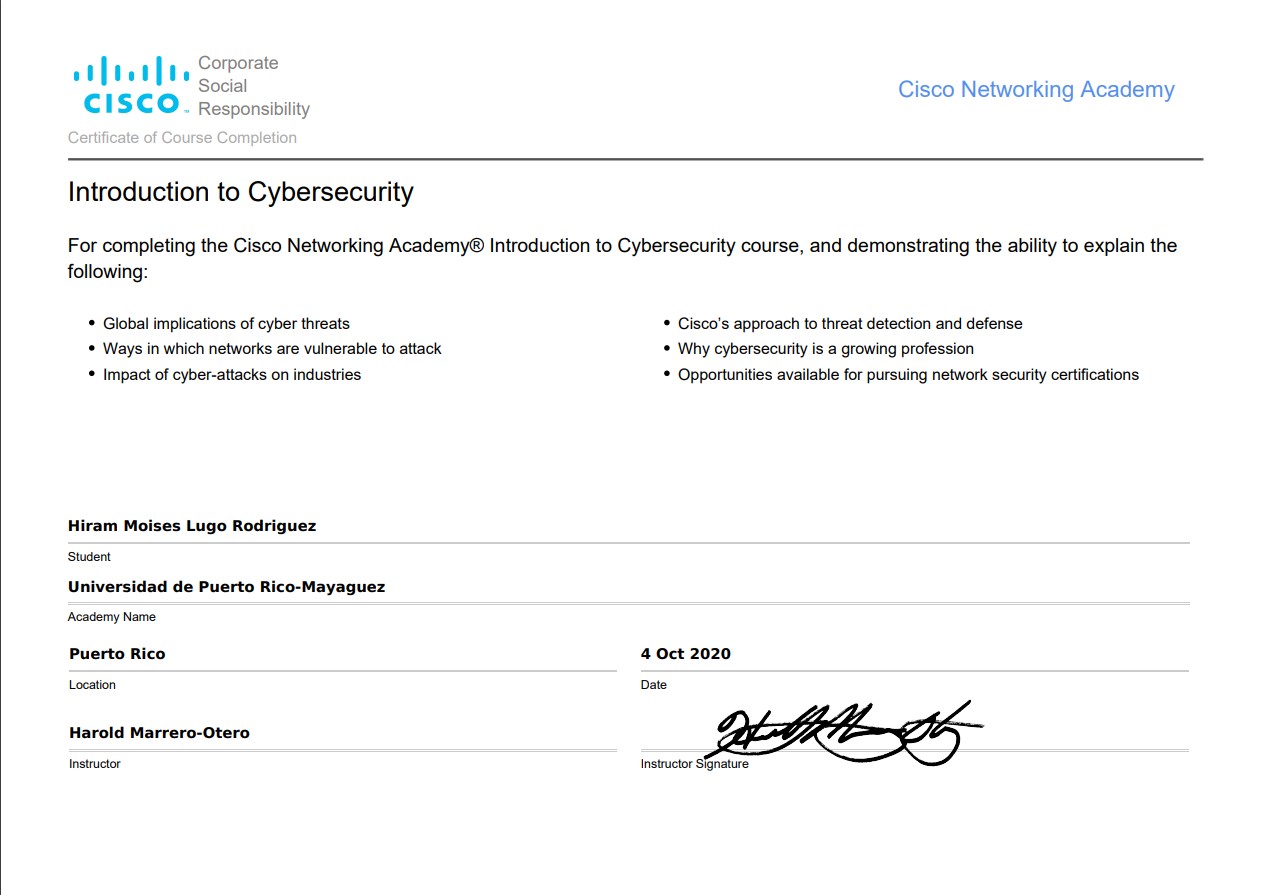 Corporate
Social
CISCO™ Responsibility
Cisco Networking Academy
Certificate of Course Completion
Introduction to Cybersecurity
For completing the Cisco Networking Academy® Introduction to Cybersecurity course, and demonstrating the ability to explain the
following:
• Global implications of cyber threats
• Ways in which networks are vulnerable to attack
• Impact of cyber-attacks on industries
• Cisco’s approach to threat detection and defense
• Why cybersecurity is a growing profession
• Opportunities available for pursuing network security certifications
Hiram Moises Lugo Rodriguez
Student
Universidad de Puerto Rico-Mayaguez
Academy Name
Puerto Rico
Location
4 Oct 2020
Date
Harold Marrero-Otero
Instructor
Instructor Signature